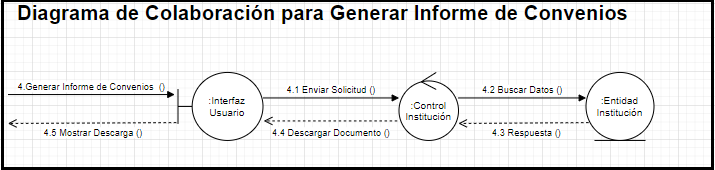 Diagrama de Colaboración para Generar Informe de Convenios
4.Generar Informe de Convenios ()
:Interfaz
Usuario
4.1 Enviar Solicitud ()
:Control
Institución
4.2 Buscar Datos ()
:Entidad
Institución
4.5 Mostrar Descarga ()
4.4 Descargar Documento ()
4.3 Respuesta ()